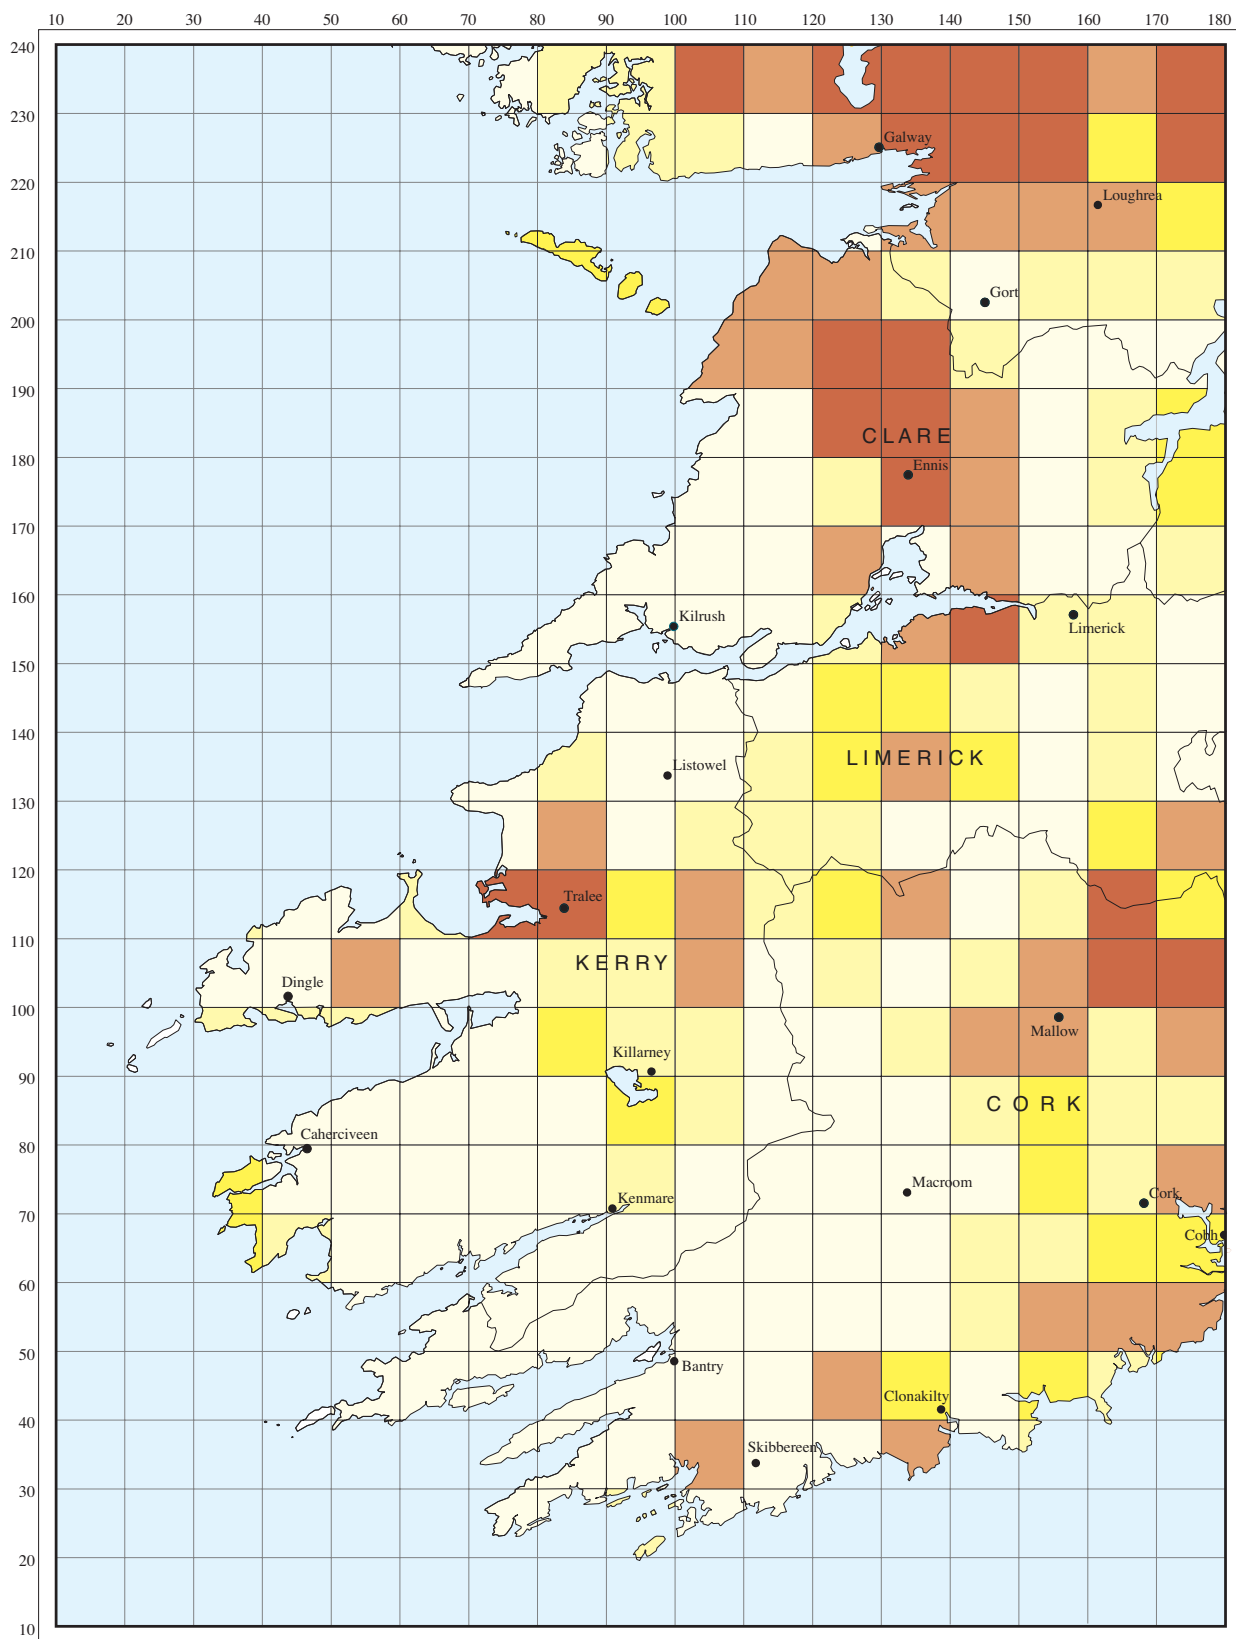 10 20 30 40 50 60 70 80 90 100 110 120 130 140 150 160 170 180
240
230
Galway
220
Loughrea
210
Gort
200
190
CLARE
180
Ennis
170
160
Kilrush
Limerick
150
140
LIMERICK
Listowel
130
120
Tralee
110
KERRY
Dingle
100
Mallow
Killarney
90
CORK
80
Caherciveen
Macroom
Cork
Kenmare
70
Cobh
60
50
Bantry
Clonakilty
40
Skibbereen
30
20
10